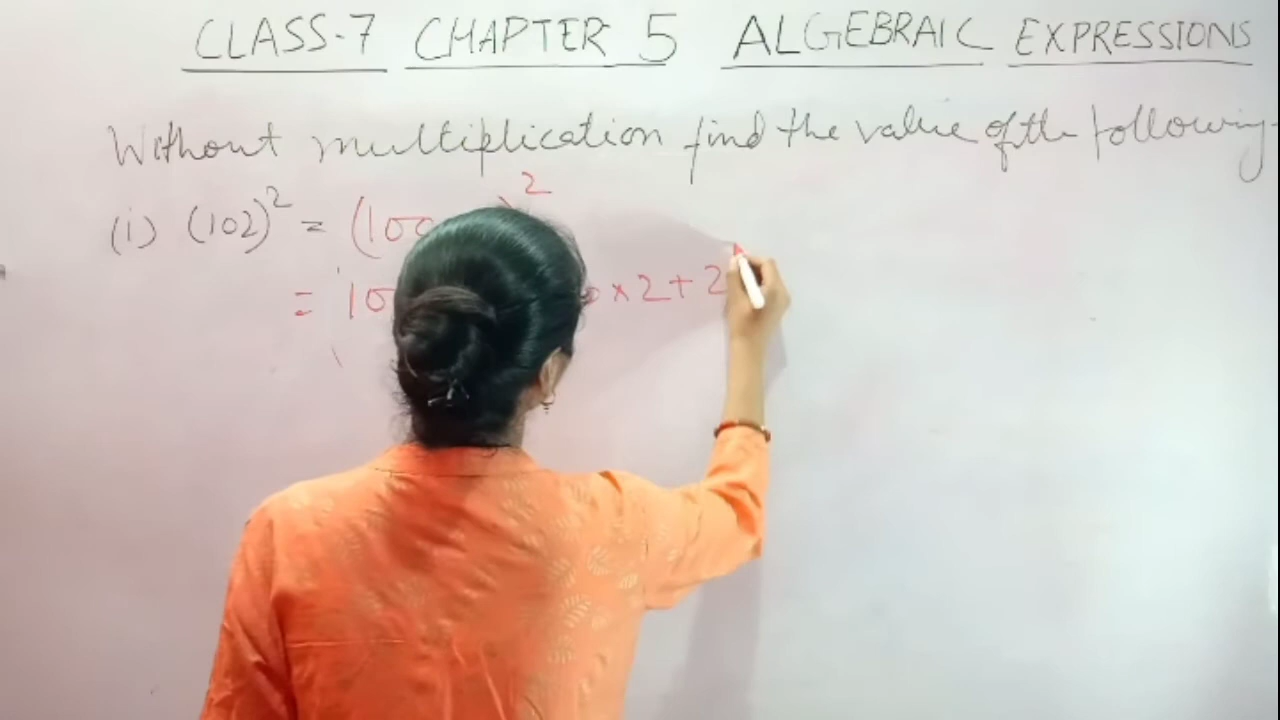 CLASS-7 CHAPTER 5 ALGEBRAIC EXPRESSIONS
Without multiplication find the value of the following-
(i) (102)² = (100 )²
= 10 × 2 + 2